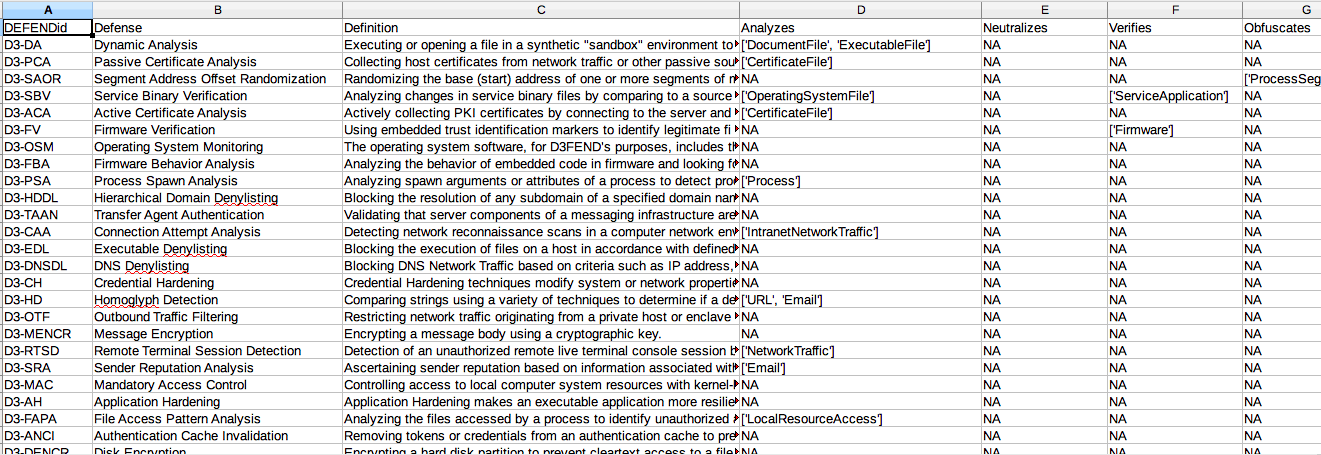 A B C D E F G
DEFENDid Defense Definition Analyzes Neutralizes Verifies Obfuscates
D3-DA Dynamic Analysis Executing or opening a file in a synthetic "sandbox" environment to ['DocumentFile', 'ExecutableFile'] NA NA NA
D3-PCA Passive Certificate Analysis Collecting host certificates from network traffic or other passive sou ['CertificateFile'] NA NA NA
D3-SAOR Segment Address Offset Randomization Randomizing the base (start) address of one or more segments of NA NA NA ['ProcessSeg
D3-SBV Service Binary Verification Analyzing changes in service binary files by comparing to a source ['OperatingSystemFile'] NA ['ServiceApplication'] NA
D3-ACA Active Certificate Analysis Actively collecting PKI certificates by connecting to the server and ['CertificateFile'] NA NA NA
D3-FV Firmware Verification Using embedded trust identification markers to identify legitimate fi NA NA ['Firmware'] NA
D3-OSM Operating System Monitoring The operating system software, for D3FEND's purposes, includes th NA NA NA NA
D3-FBA Firmware Behavior Analysis Analyzing the behavior of embedded code in firmware and looking fo NA NA NA NA
D3-PSA Process Spawn Analysis Analyzing spawn arguments or attributes of a process to detect pro ['Process'] NA NA NA
D3-HDDL Hierarchical Domain Denylisting Blocking the resolution of any subdomain of a specified domain nam NA NA NA NA
D3-TAAN Transfer Agent Authentication Validating that server components of a messaging infrastructure are NA NA NA NA
D3-CAA Connection Attempt Analysis Detecting network reconnaissance scans in a computer network env ['IntranetNetworkTraffic'] NA NA NA
D3-EDL Executable Denylisting Blocking the execution of files on a host in accordance with defined NA NA NA NA
D3-DNSDL DNS Denylisting Blocking DNS Network Traffic based on criteria such as IP address, NA NA NA NA
D3-CH Credential Hardening Credential Hardening techniques modify system or network properti NA NA NA NA
D3-HD Homoglyph Detection Comparing strings using a variety of techniques to determine if a de ['URL', 'Email'] NA NA NA
D3-OTF Outbound Traffic Filtering Restricting network traffic originating from a private host or enclave NA NA NA NA
D3-MENCR Message Encryption Encrypting a message body using a cryptographic key. NA NA NA NA
D3-RTSD Remote Terminal Session Detection Detection of an unauthorized remote live terminal console session b ['NetworkTraffic'] NA NA NA
D3-SRA Sender Reputation Analysis Ascertaining sender reputation based on information associated with ['Email'] NA NA NA
D3-MAC Mandatory Access Control Controlling access to local computer system resources with kernel- NA NA NA NA
D3-AH Application Hardening Application Hardening makes an executable application more resilie NA NA NA NA
D3-FAPA File Access Pattern Analysis Analyzing the files accessed by a process to identify unauthorized ['LocalResourceAccess'] NA NA NA
D3-ANCI Authentication Cache Invalidation Removing tokens or credentials from an authentication cache to pre NA NA NA NA
D3-DENCR Disk Encryption Encrypting a hard disk partition to prevent cleartext access to a file NA NA NA NA